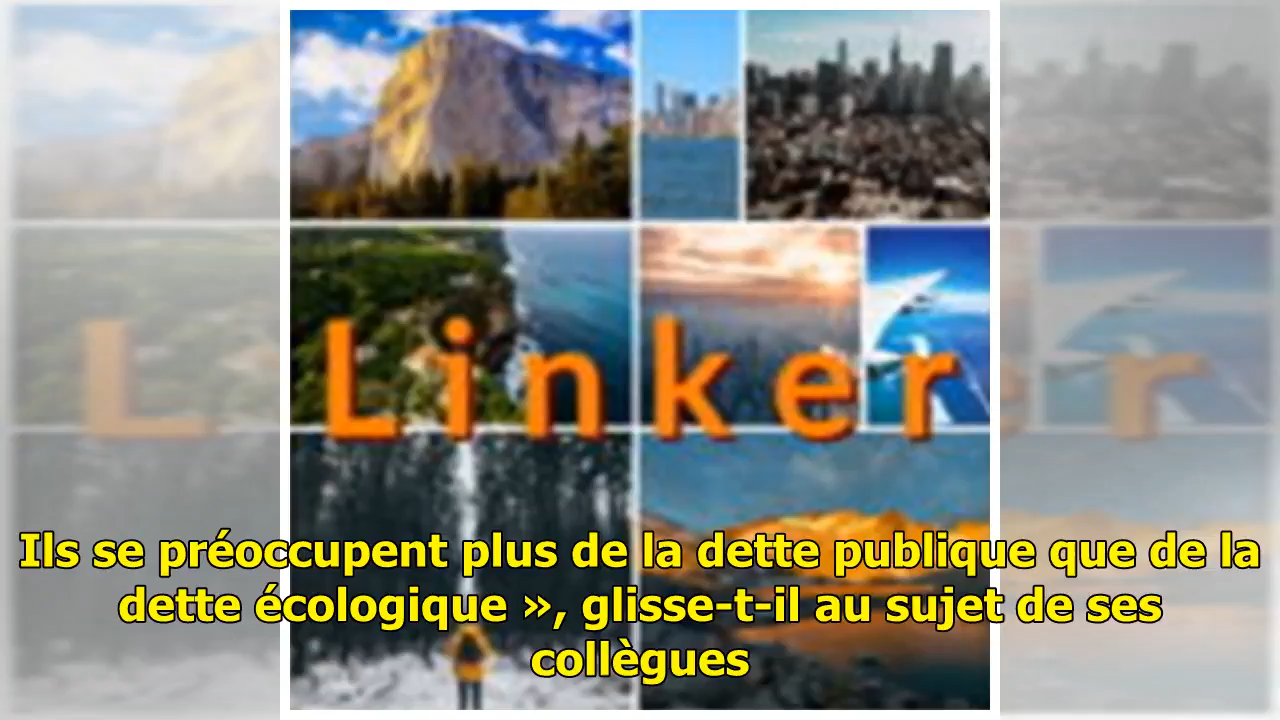 Linker
Ils se préoccupent plus de la dette publique que de la
dette écologique », glisse-t-il au sujet de ses
collègues